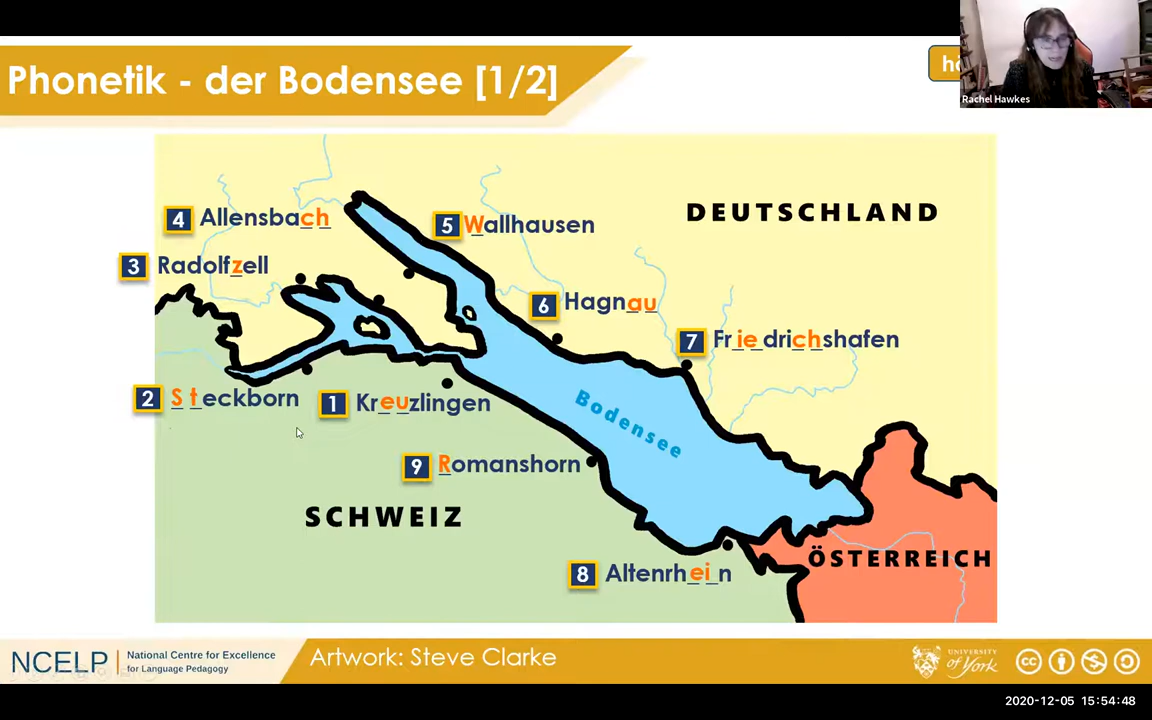 Phonetik - der Bodensee [1/2]
Rachel Hawkes
4 Allensbach
5 Wallhausen
DEUTSCHLAND
3 Radolfzell
6 Hagnau
7 Friedrichshafen
2 Steckborn
1 Kreuzlingen
Bodensee
9 Romanshorn
SCHWEIZ
8 Altenrhein
ÖSTERREICH
NCELP
National Centre for Excellence
for Language Pedagogy
Artwork: Steve Clarke
UNIVERSITY
of York
cc
2020-12-05 15:54:48